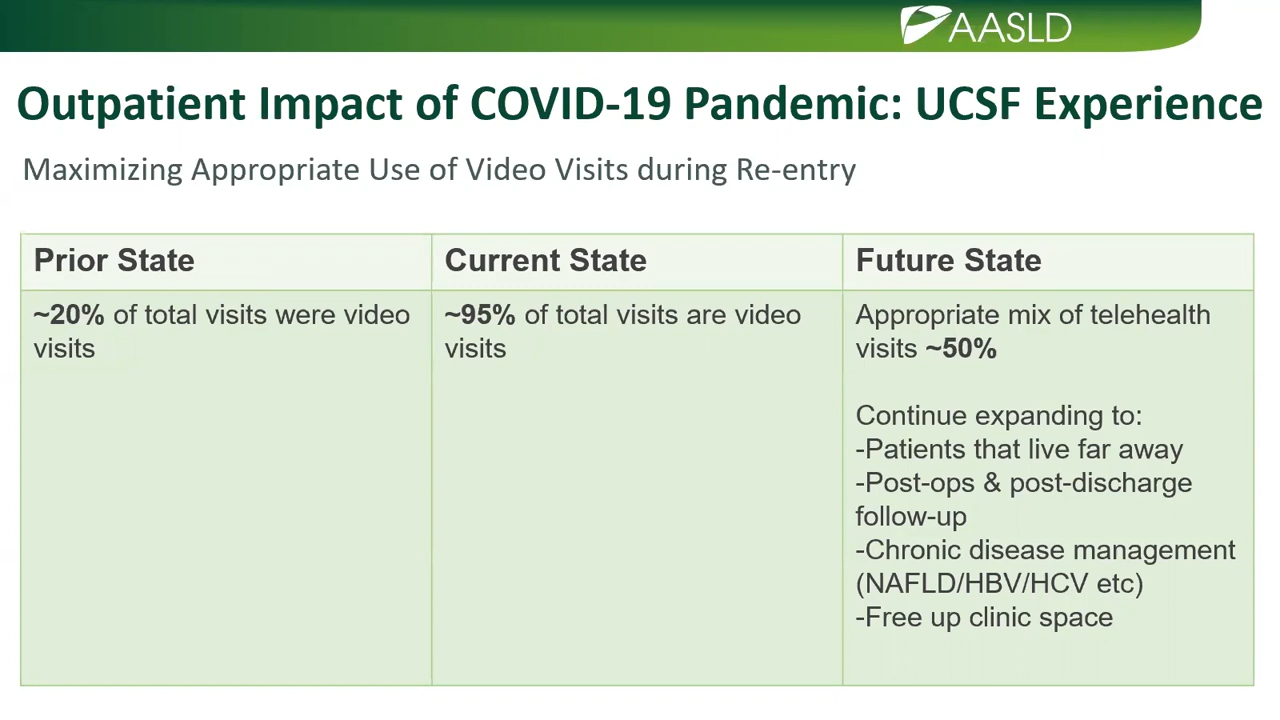 AASLD
Outpatient Impact of COVID-19 Pandemic: UCSF Experience
Maximizing Appropriate Use of Video Visits during Re-entry
Prior State
~20% of total visits were video
visits
Current State
~95% of total visits are video
visits
Future State
Appropriate mix of telehealth
visits ~50%
Continue expanding to:
-Patients that live far away
-Post-ops & post-discharge
follow-up
-Chronic disease management
(NAFLD/HBV/HCV etc)
-Free up clinic space